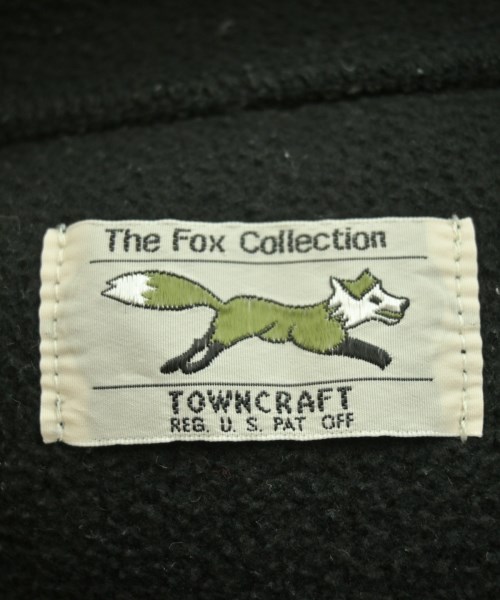 The Fox Collection
TOWNCRAFT
REG. U. S. PAT OFF